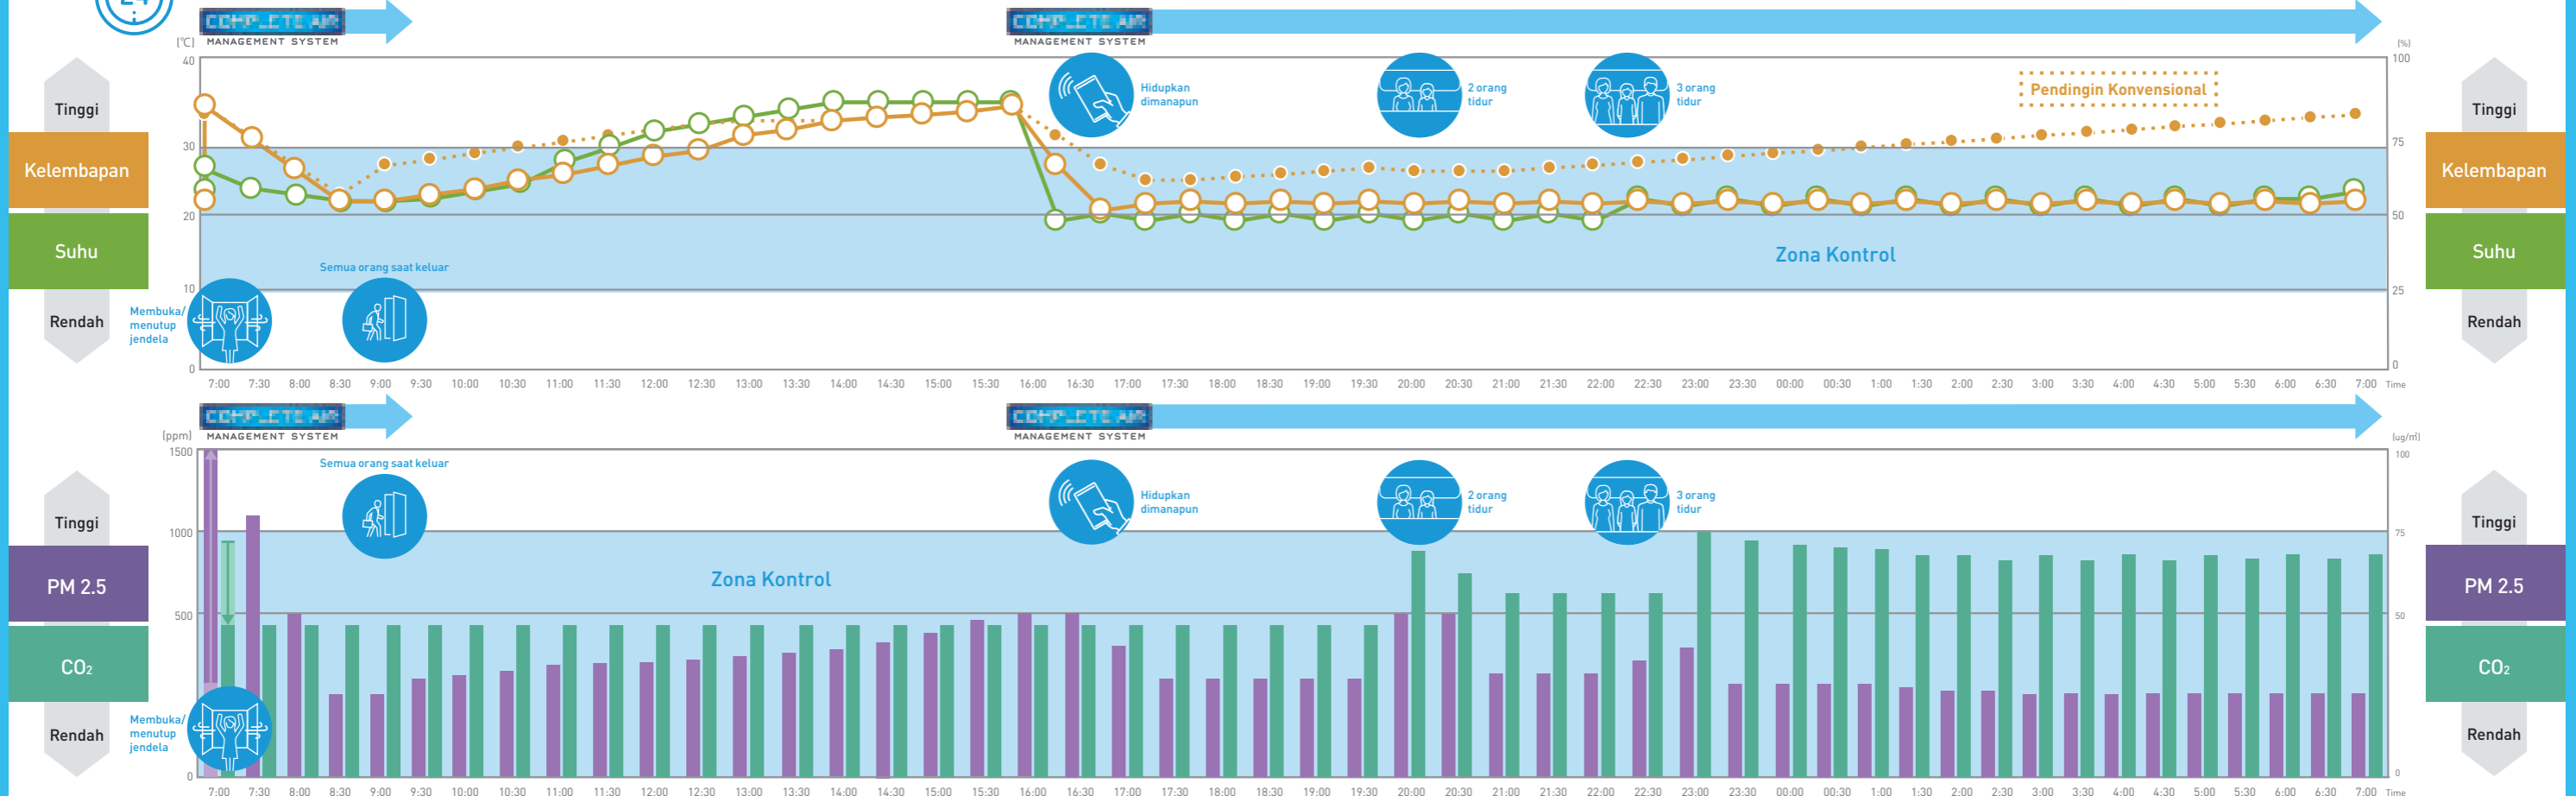 24
COMPLETE AIR
MANAGEMENT SYSTEM
COMPLETE AIR
MANAGEMENT SYSTEM
(℃)
(%)
40
30
20
10
0
100
75
50
25
0
Tinggi
Kelembapan
Suhu
Rendah
Hidupkan
dimanapun
2 orang
tidur
3 orang
tidur
Pendingin Konvensional
Zona Kontrol
Semua orang saat keluar
Membuka/
menutup
jendela
Tinggi
Kelembapan
Suhu
Rendah
7:00 7:30 8:00 8:30 9:00 9:30 10:00 10:30 11:00 11:30 12:00 12:30 13:00 13:30 14:00 14:30 15:00 15:30 16:00 16:30 17:00 17:30 18:00 18:30 19:00 19:30 20:00 20:30 21:00 21:30 22:00 22:30 23:00 23:30 00:00 00:30 1:00 1:30 2:00 2:30 3:00 3:30 4:00 4:30 5:00 5:30 6:00 6:30 7:00 Time
COMPLETE AIR
MANAGEMENT SYSTEM
COMPLETE AIR
MANAGEMENT SYSTEM
(ppm)
(ug/㎥)
1500
1000
500
0
100
75
50
0
Tinggi
PM 2.5
CO₂
Rendah
Semua orang saat keluar
Hidupkan
dimanapun
2 orang
tidur
3 orang
tidur
Zona Kontrol
Membuka/
menutup
jendela
Tinggi
PM 2.5
CO₂
Rendah
7:00 7:30 8:00 8:30 9:00 9:30 10:00 10:30 11:00 11:30 12:00 12:30 13:00 13:30 14:00 14:30 15:00 15:30 16:00 16:30 17:00 17:30 18:00 18:30 19:00 19:30 20:00 20:30 21:00 21:30 22:00 22:30 23:00 23:30 00:00 00:30 1:00 1:30 2:00 2:30 3:00 3:30 4:00 4:30 5:00 5:30 6:00 6:30 7:00 Time